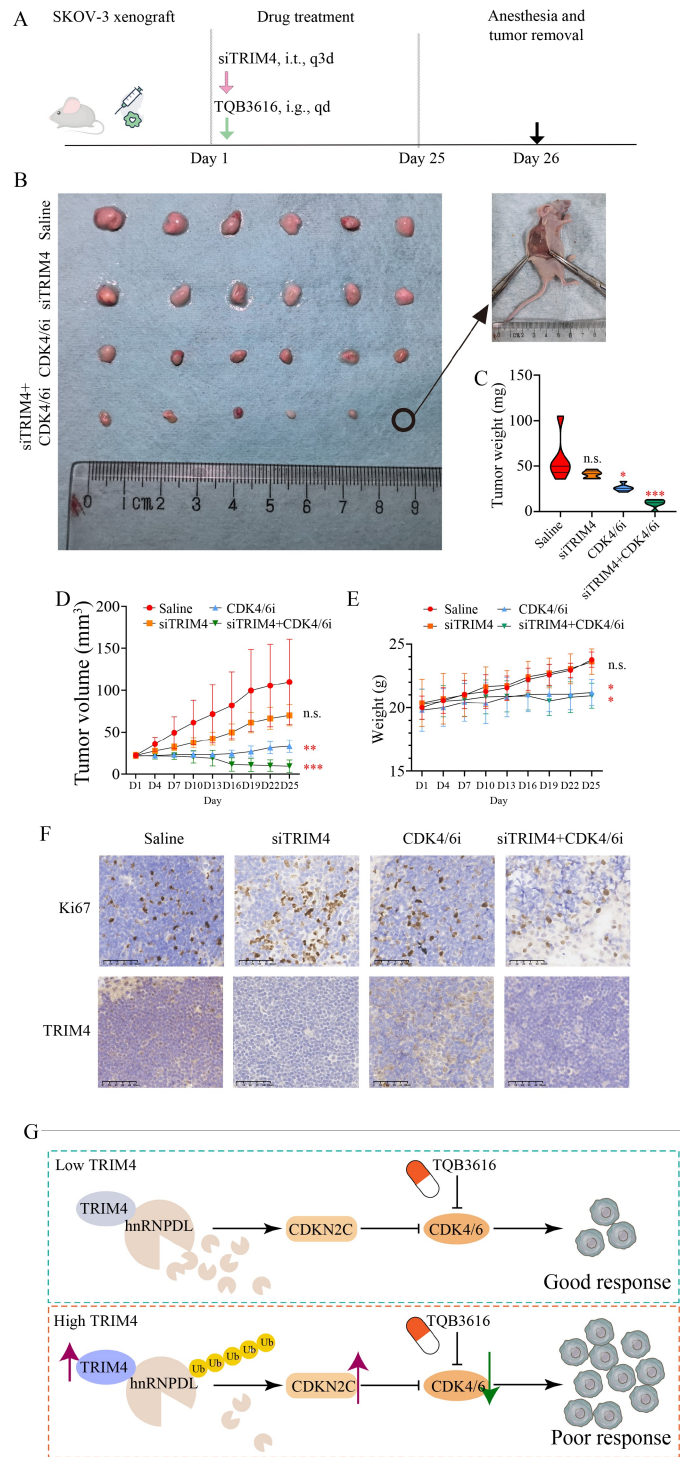 A
SKOV-3 xenograft
Drug treatment
Anesthesia and
tumor removal
siTRIM4, i.t., q3d
TQB3616, i.g., qd
Day 1
Day 25
Day 26
B
Saline
siTRIM4
CDK4/6i
siTRIM4+
CDK4/6i
0 1cm 2 3 4 5 6 7 8 9
C
Tumor weight (mg)
150
100
50
0
n.s.
*
***
Saline
siTRIM4
CDK4/6i
siTRIM4+CDK4/6i
D
Saline
CDK4/6i
siTRIM4
siTRIM4+CDK4/6i
Tumor volume (mm3)
200
150
100
50
0
n.s.
**
***
D1 D4 D7 D10 D13 D16 D19 D22 D25
Day
E
Saline
CDK4/6i
siTRIM4
siTRIM4+CDK4/6i
Weight (g)
25
20
15
n.s.
*
*
D1 D4 D7 D10 D13 D16 D19 D22 D25
Day
F
Saline
siTRIM4
CDK4/6i
siTRIM4+CDK4/6i
Ki67
TRIM4
G
Low TRIM4
TQB3616
TRIM4
hnRNPDL
CDKN2C
CDK4/6
Good response
High TRIM4
TQB3616
Ub Ub Ub Ub Ub
TRIM4
hnRNPDL
CDKN2C
CDK4/6
Poor response